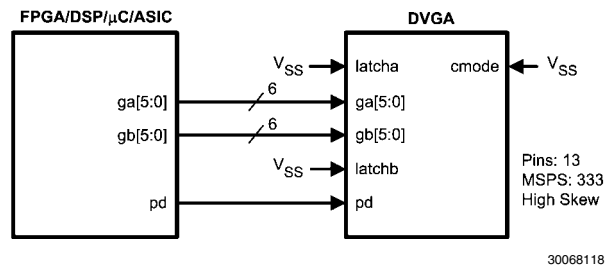 FPGA/DSP/μC/ASIC
DVGA
VSS
latcha
cmode
VSS
ga[5:0]
6
ga[5:0]
gb[5:0]
6
gb[5:0]
VSS
latchb
pd
pd
Pins: 13
MSPS: 333
High Skew
30068118